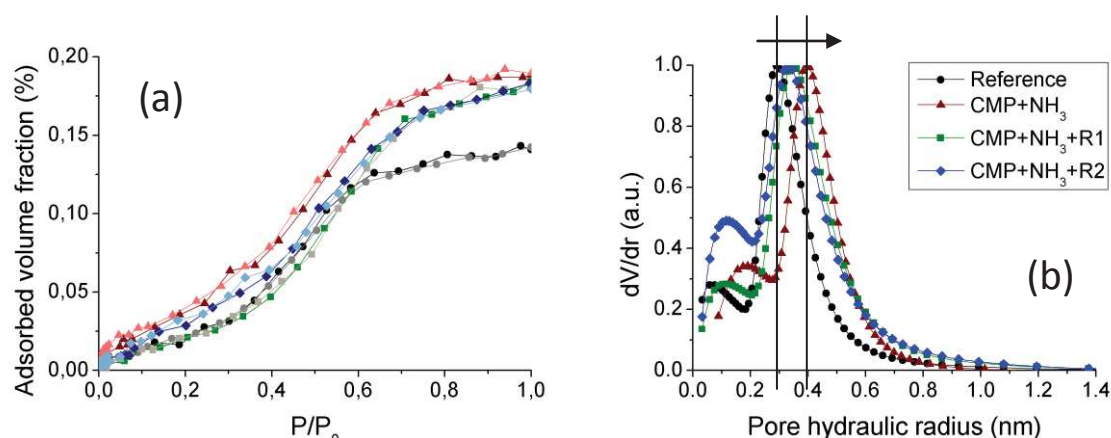 (a)
Adsorbed volume fraction (%)
0,20
0,15
0,10
0,05
0,00
0,0 0,2 0,4 0,6 0,8 1,0
P/P₀
(b)
dV/dr (a.u.)
1.0
0.8
0.6
0.4
0.2
0.0
0.0 0.2 0.4 0.6 0.8 1.0 1.2 1.4
Pore hydraulic radius (nm)
Reference
CMP+NH₃
CMP+NH₃+R1
CMP+NH₃+R2